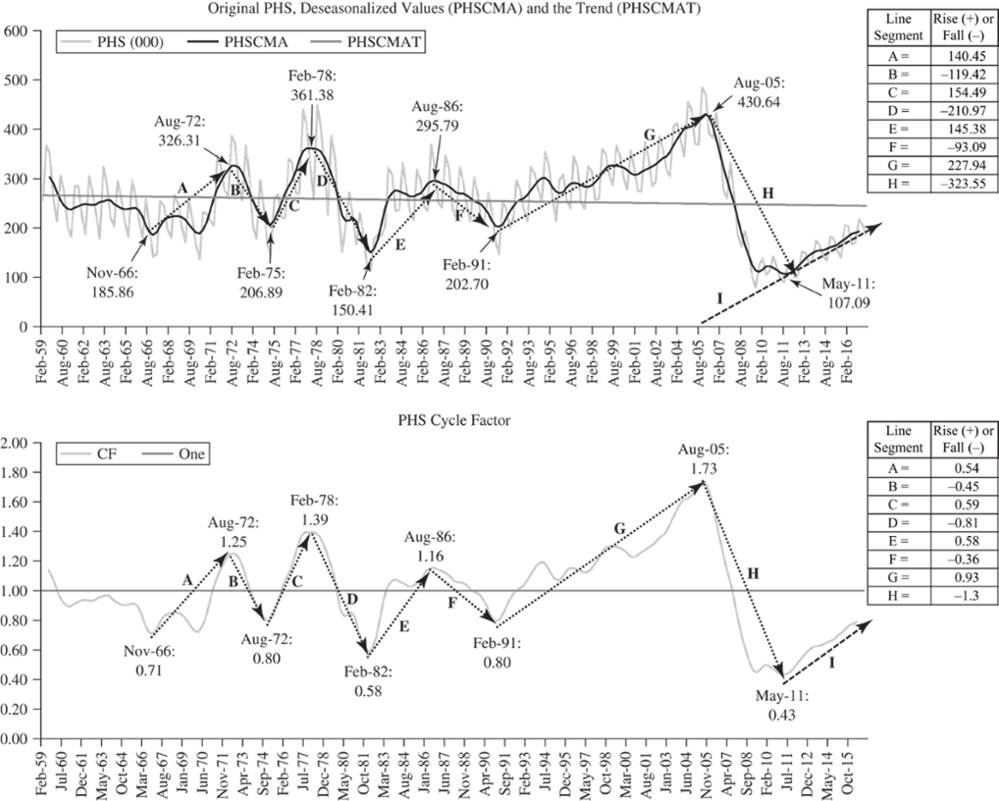 Original PHS, Deseasonalized Values (PHSCMA) and the Trend (PHSCMAT)
PHS (000) PHSCMA PHSCMAT
600
500
400
300
200
100
0
Aug-72:
326.31
Feb-78:
361.38
Aug-86:
295.79
Aug-05:
430.64
Nov-66:
185.86
Feb-75:
206.89
Feb-82:
150.41
Feb-91:
202.70
May-11:
107.09
A
B
C
D
E
F
G
H
I
Feb-59
Aug-60
Feb-62
Aug-63
Feb-65
Aug-66
Feb-68
Aug-69
Feb-71
Aug-72
Feb-74
Aug-75
Feb-77
Aug-78
Feb-80
Aug-81
Feb-83
Aug-84
Feb-86
Aug-87
Feb-89
Aug-90
Feb-92
Aug-93
Feb-95
Aug-96
Feb-98
Aug-99
Feb-01
Aug-02
Feb-04
Aug-05
Feb-07
Aug-08
Feb-10
Aug-11
Feb-13
Aug-14
Feb-16
Line Segment Rise (+) or Fall (–)
A = 140.45
B = –119.42
C = 154.49
D = –210.97
E = 145.38
F = –93.09
G = 227.94
H = –323.55
PHS Cycle Factor
CF One
2.00
1.80
1.60
1.40
1.20
1.00
0.80
0.60
0.40
0.20
0.00
Aug-72:
1.25
Feb-78:
1.39
Aug-86:
1.16
Aug-05:
1.73
Nov-66:
0.71
Aug-72:
0.80
Feb-82:
0.58
Feb-91:
0.80
May-11:
0.43
A
B
C
D
E
F
G
H
I
Feb-59
Jul-60
Dec-61
May-63
Oct-64
Mar-66
Aug-67
Jan-69
Jun-70
Nov-71
Apr-73
Sep-74
Feb-76
Jul-77
Dec-78
May-80
Oct-81
Mar-83
Aug-84
Jan-86
Jun-87
Nov-88
Apr-90
Sep-91
Feb-93
Jul-94
Dec-95
May-97
Oct-98
Mar-00
Aug-01
Jan-03
Jun-04
Nov-05
Apr-07
Sep-08
Feb-10
Jul-11
Dec-12
May-14
Oct-15
Line Segment Rise (+) or Fall (–)
A = 0.54
B = –0.45
C = 0.59
D = –0.81
E = 0.58
F = –0.36
G = 0.93
H = –1.3